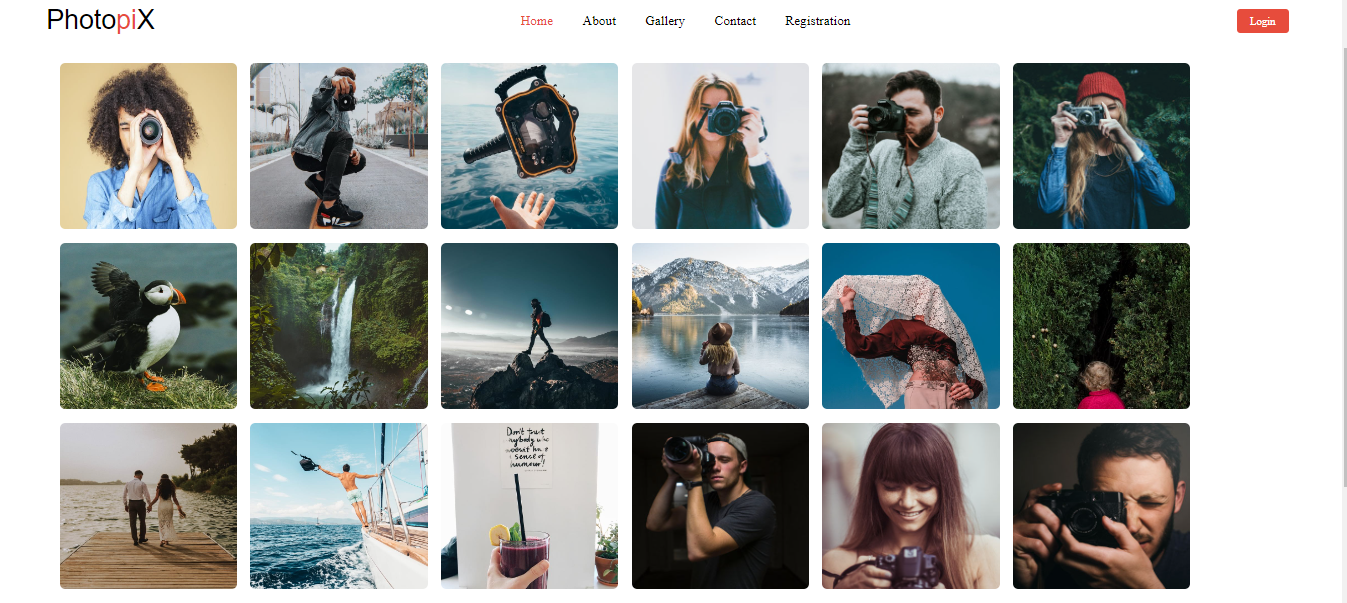 PhotopiX
Home
About
Gallery
Contact
Registration
Login
Don't trust
anybody who
doesn't have a
sense of
humour!